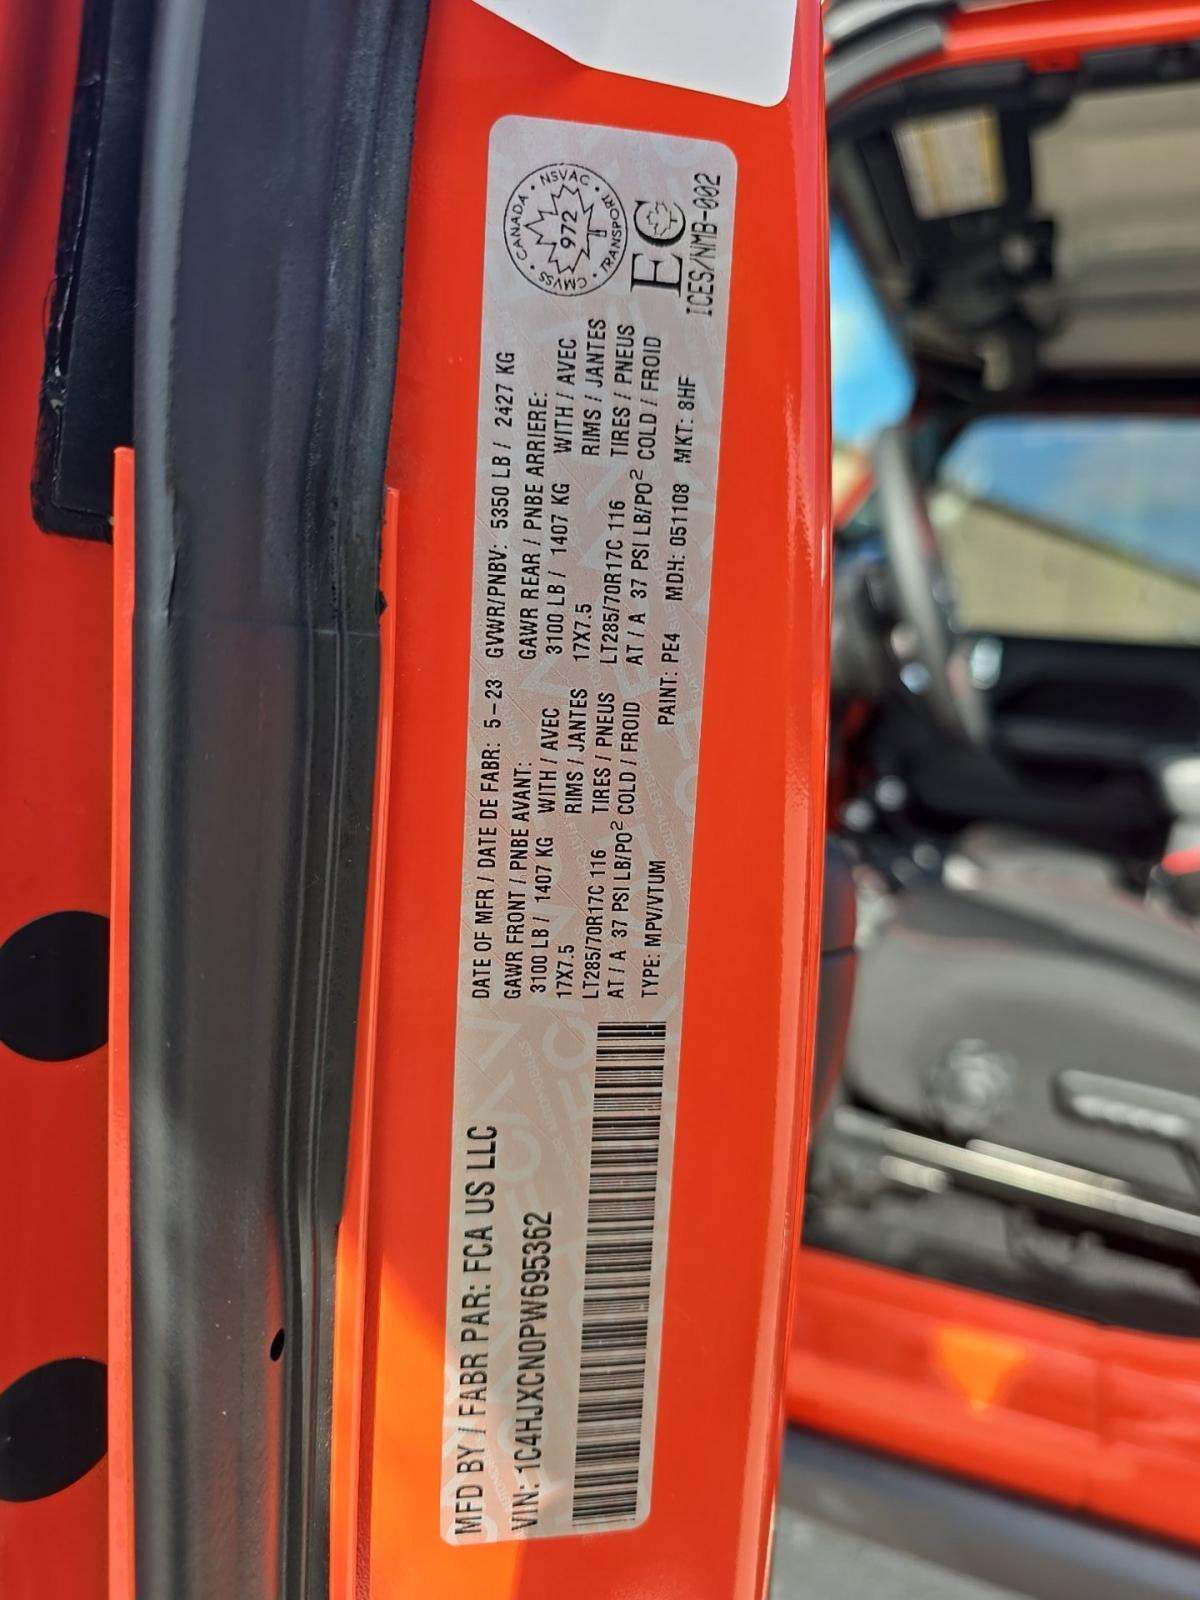 MFD BY / FABR PAR: FCA US LLC
VIN: 1C4HJXCN0PW695362
DATE OF MFR / DATE DE FABR: 5-23 GVWR/PNBV: 5350 LB / 2427 KG
GAWR FRONT / PNBE AVANT: GAWR REAR / PNBE ARRIERE:
3100 LB / 1407 KG WITH / AVEC 3100 LB / 1407 KG WITH / AVEC
17X7.5 RIMS / JANTES 17X7.5 RIMS / JANTES
LT285/70R17C 116 TIRES / PNEUS LT285/70R17C 116 TIRES / PNEUS
AT / A 37 PSI LB/PO² COLD / FROID AT / A 37 PSI LB/PO² COLD / FROID
TYPE: MPV/VTUM PAINT: PE4 MDH: 051108 MKT: 8HF
CMVSS • CANADA • NSVAC • TRANSPORT
972
EC
ICES/NMB-002